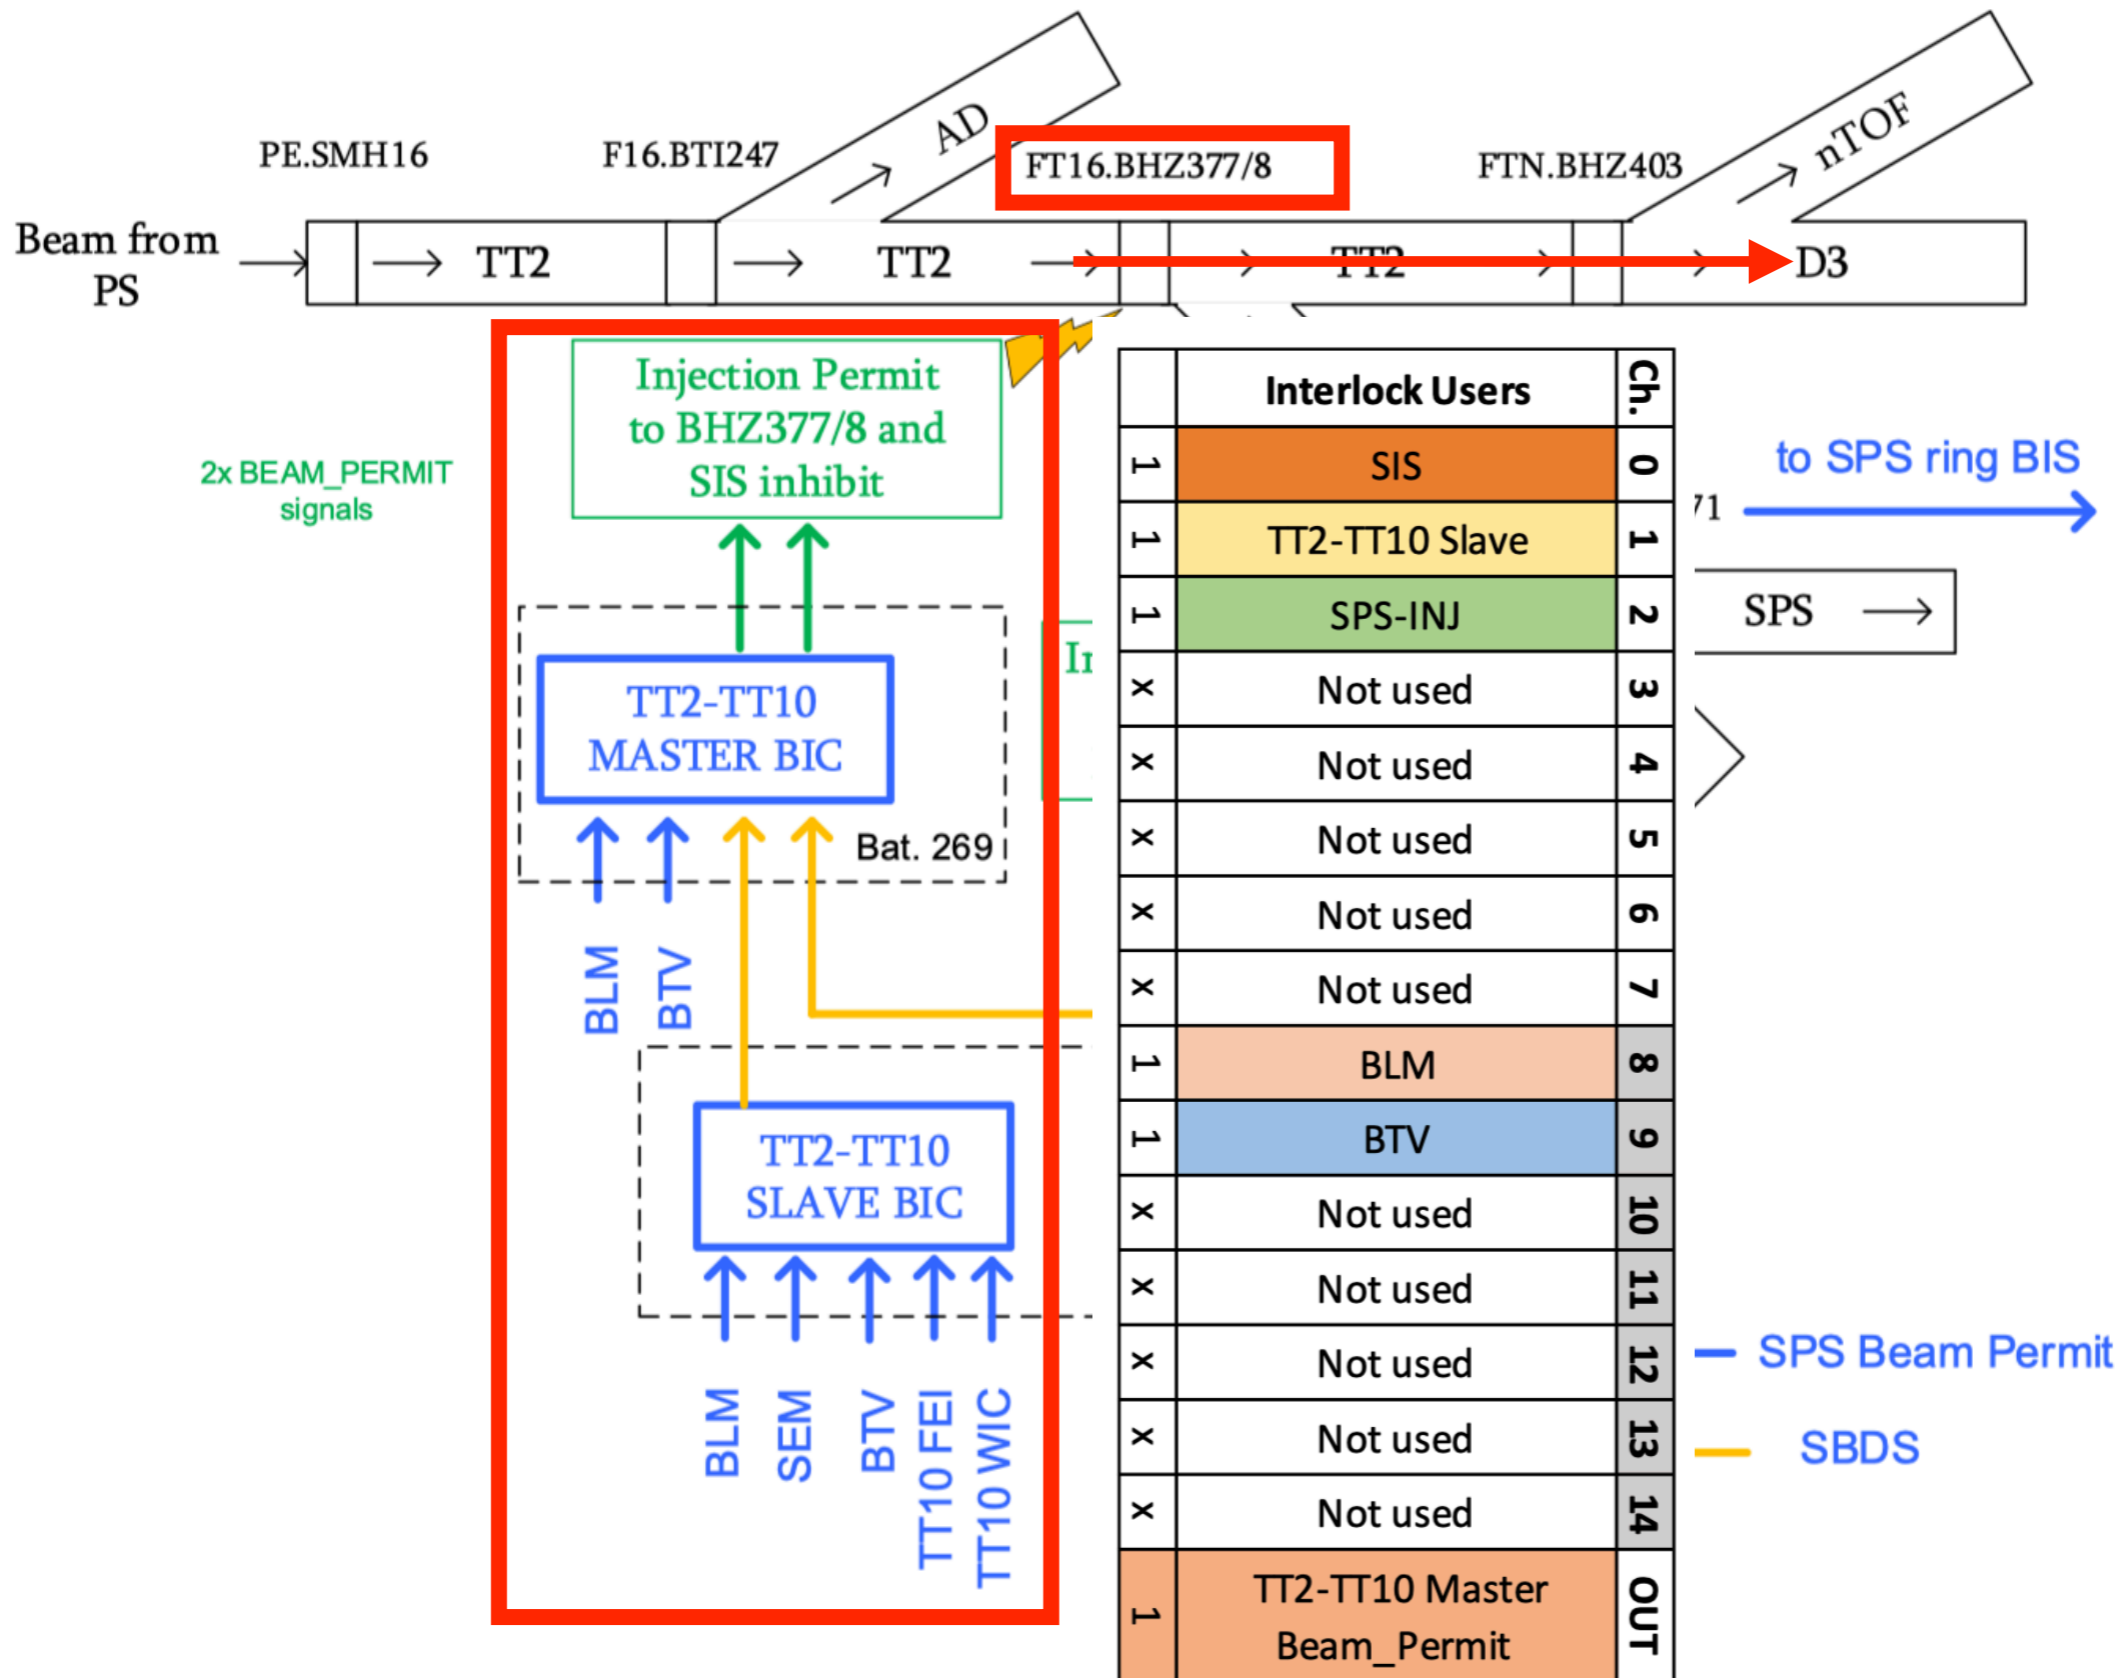 PE.SMH16
F16.BTI247
AD
FT16.BHZ377/8
FTN.BHZ403
nTOF
Beam from
PS
TT2
TT2
TT2
D3
Injection Permit
to BHZ377/8 and
SIS inhibit
2x BEAM_PERMIT
signals
TT2-TT10
MASTER BIC
Bat. 269
BLM
BTV
TT2-TT10
SLAVE BIC
BLM
SEM
BTV
TT10 FEI
TT10 WIC
Interlock Users Ch.
1 SIS 0
1 TT2-TT10 Slave 1
1 SPS-INJ 2
x Not used 3
x Not used 4
x Not used 5
x Not used 6
x Not used 7
1 BLM 8
1 BTV 9
x Not used 10
x Not used 11
x Not used 12
x Not used 13
x Not used 14
1 TT2-TT10 Master
Beam_Permit OUT
to SPS ring BIS
71
SPS
SPS Beam Permit
SBDS